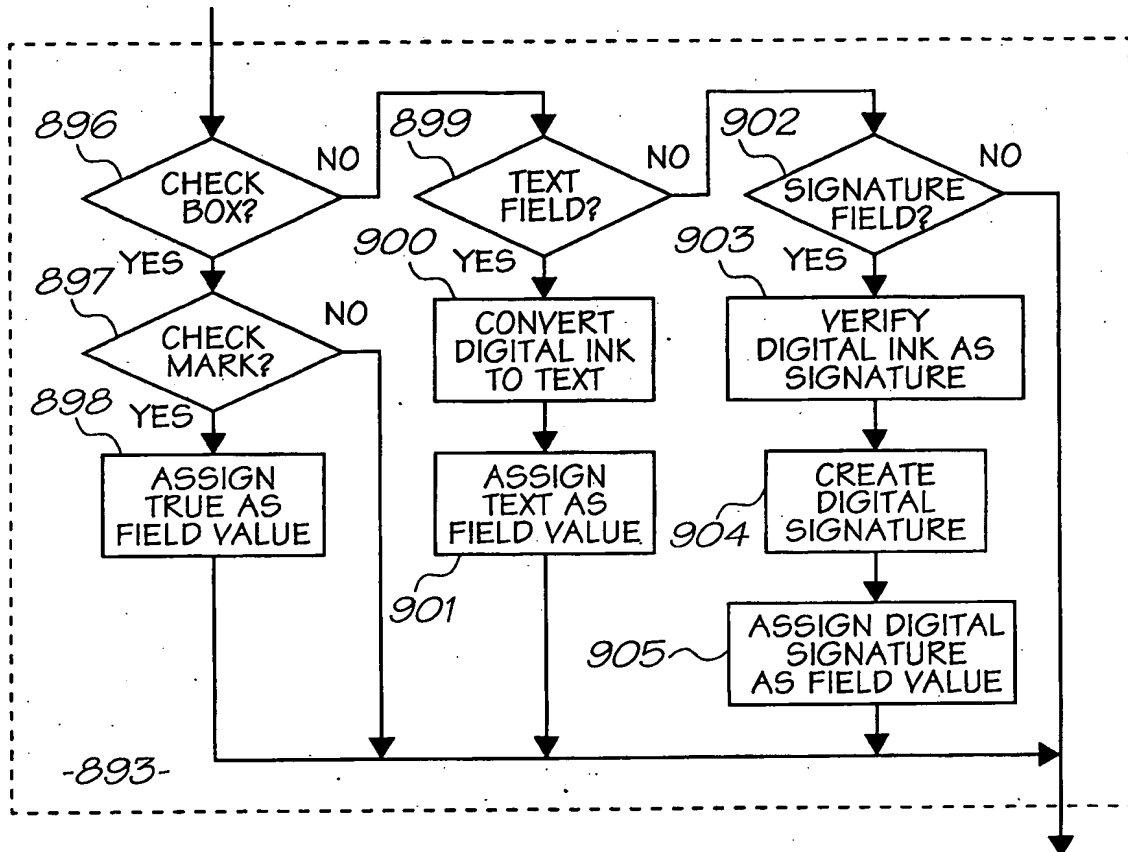 896
CHECK
BOX?
NO
YES
897
CHECK
MARK?
NO
YES
898
ASSIGN
TRUE AS
FIELD VALUE
899
TEXT
FIELD?
NO
YES
900
CONVERT
DIGITAL INK
TO TEXT
ASSIGN
TEXT AS
FIELD VALUE
901
902
SIGNATURE
FIELD?
NO
YES
903
VERIFY
DIGITAL INK AS
SIGNATURE
CREATE
DIGITAL
SIGNATURE
904
ASSIGN DIGITAL
SIGNATURE
AS FIELD VALUE
905
-893-